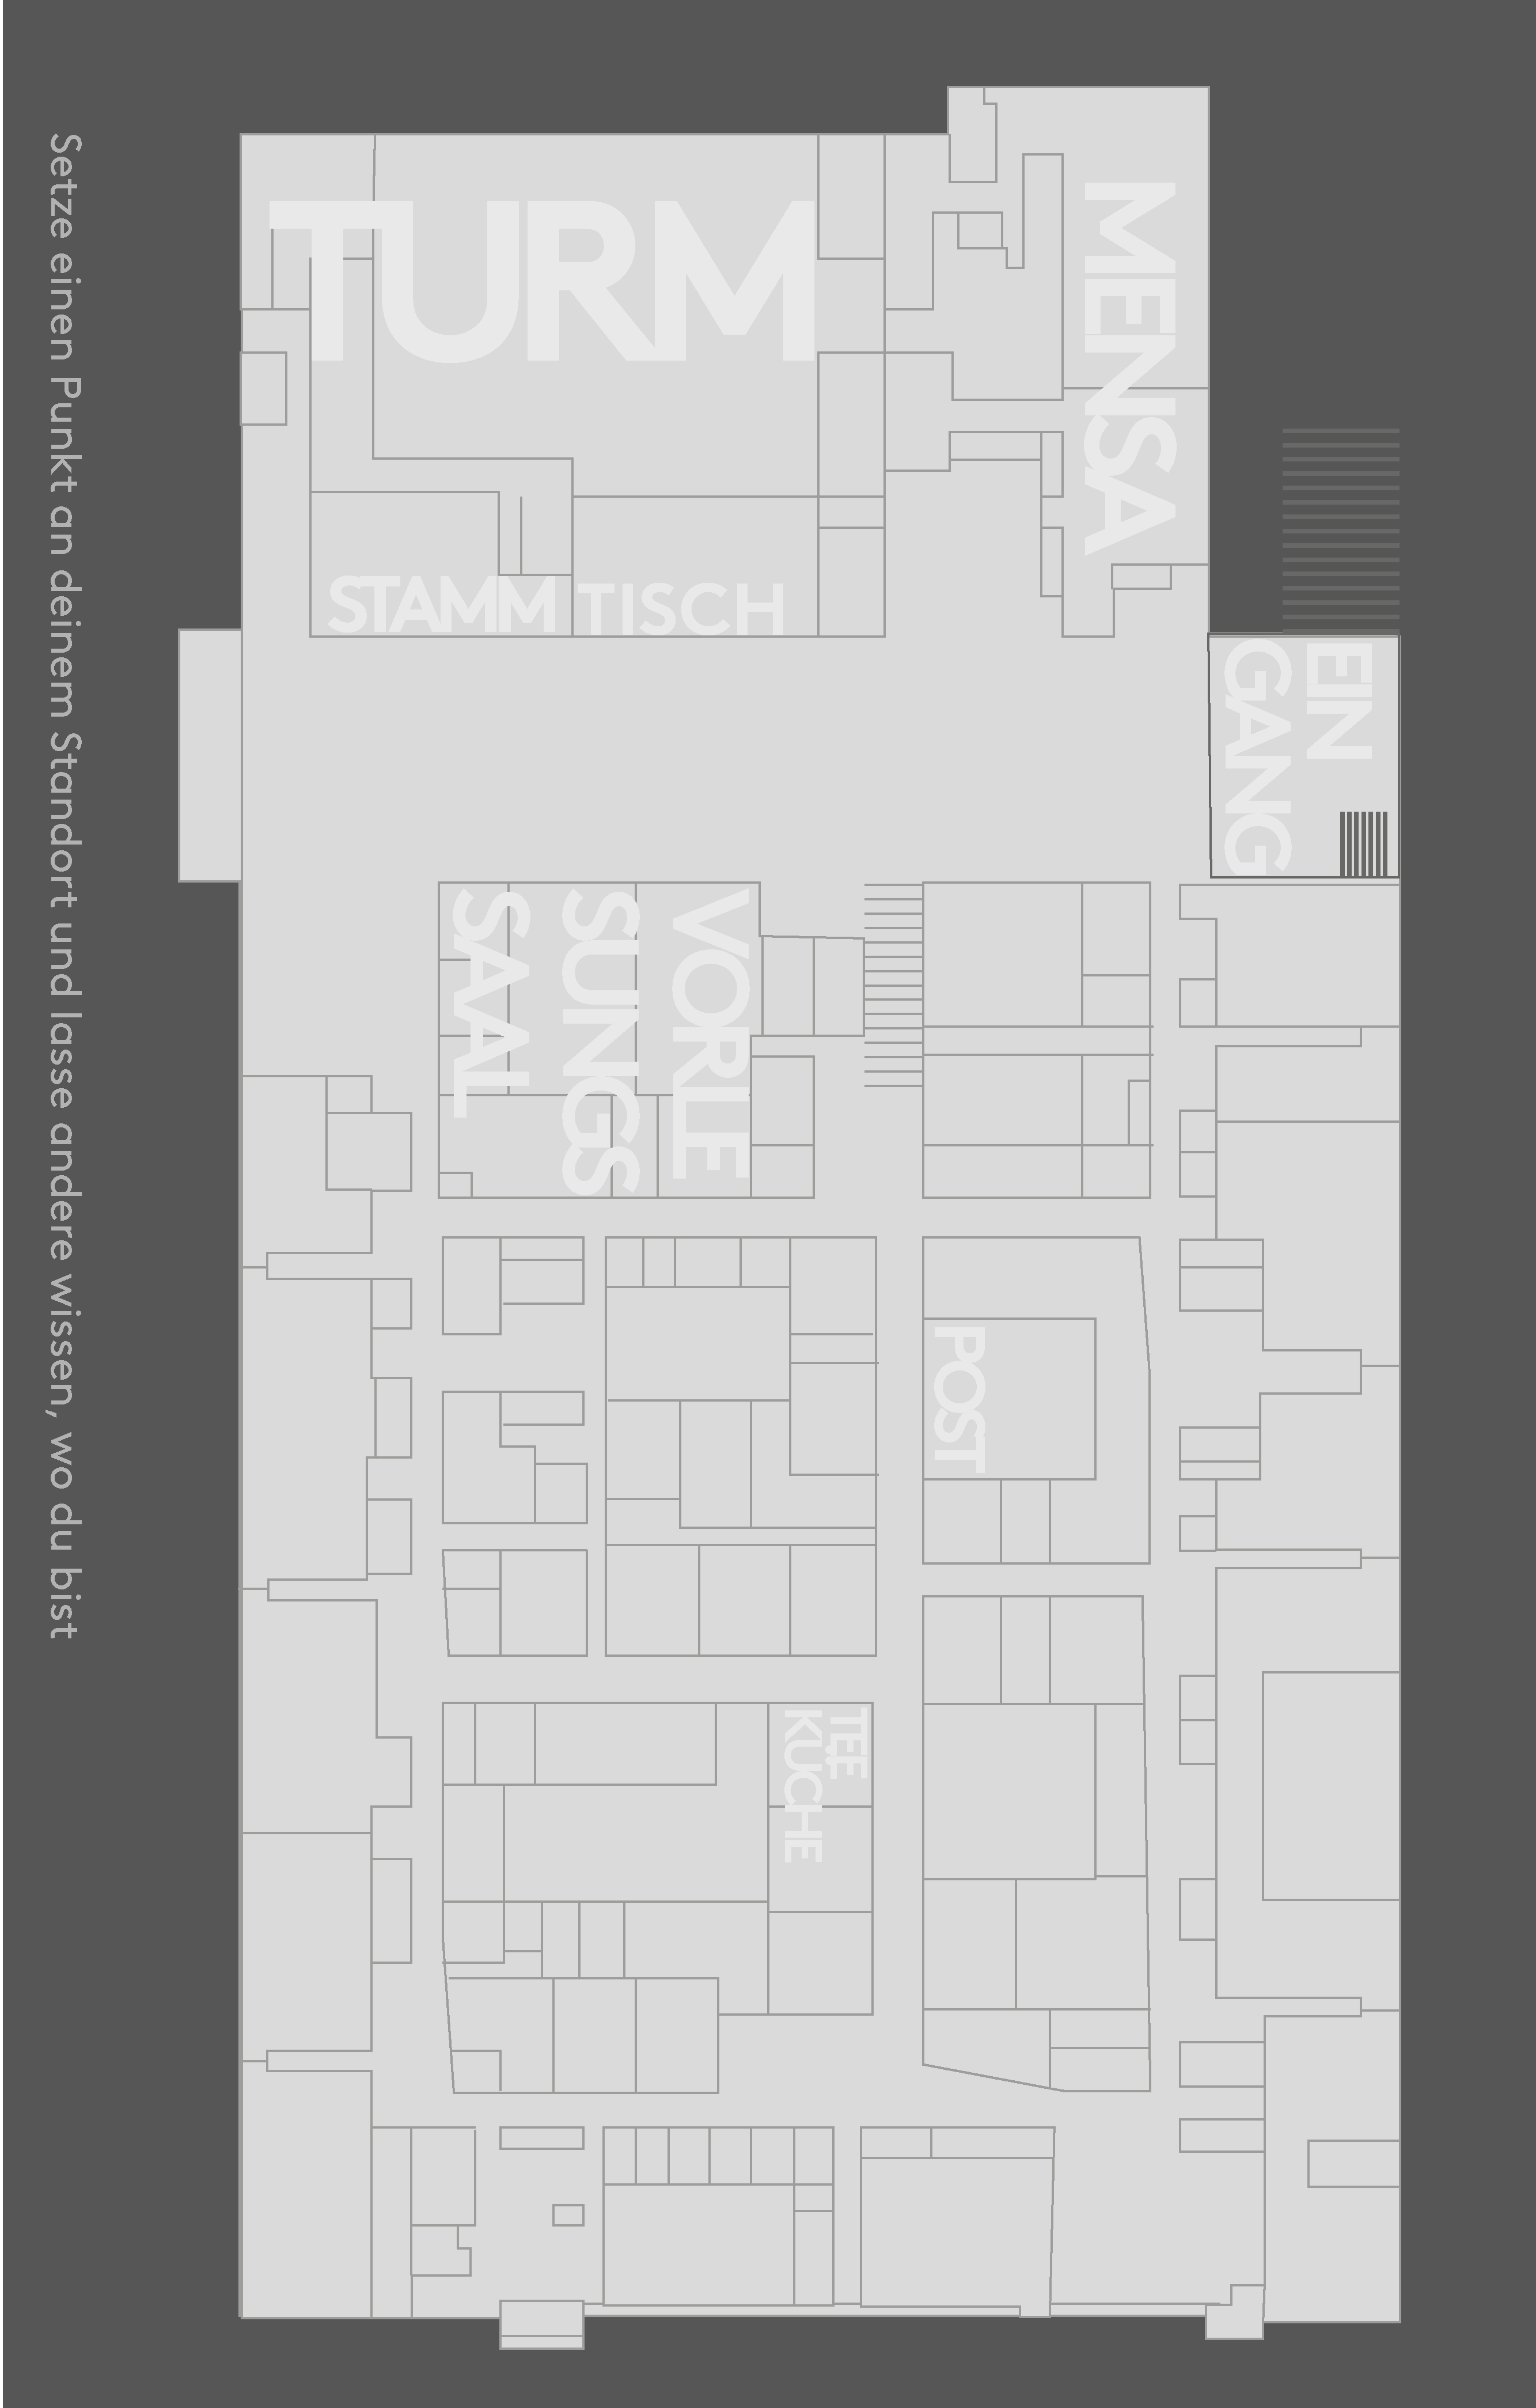 Setze einen Punkt an deinem Standort und lasse andere wissen, wo du bist
TURM
MENSA
STAMM TISCH
EIN
GANG
VORLE
SUNGS
SAAL
POST
TEE
KÜCHE